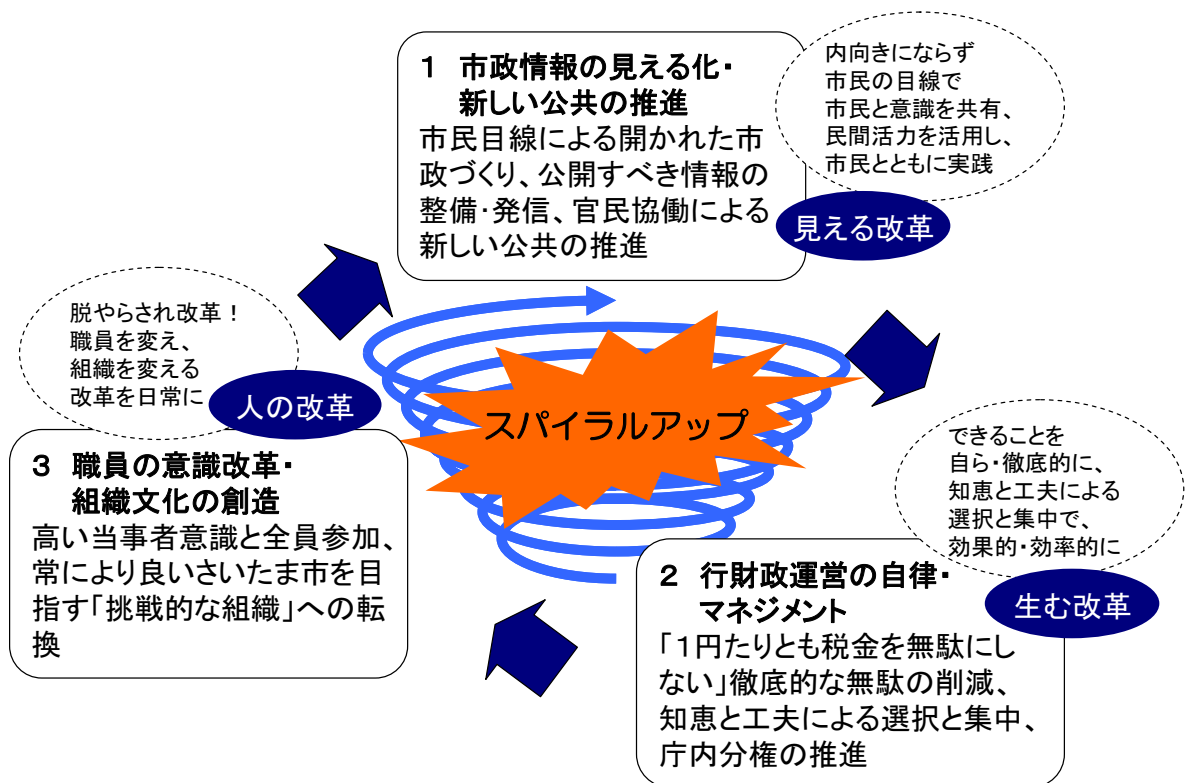 1 市政情報の見える化・
新しい公共の推進
市民目線による開かれた市
政づくり、公開すべき情報の
整備・発信、官民協働による
新しい公共の推進
内向きにならず
市民の目線で
市民と意識を共有、
民間活力を活用し、
市民とともに実践
見える改革
脱やらされ改革！
職員を変え、
組織を変える
改革を日常に
人の改革
スパイラルアップ
3 職員の意識改革・
組織文化の創造
高い当事者意識と全員参加、
常により良いさいたま市を目
指す「挑戦的な組織」への転
換
できることを
自ら・徹底的に、
知恵と工夫による
選択と集中で、
効果的・効率的に
生む改革
2 行財政運営の自律・
マネジメント
「1円たりとも税金を無駄にし
ない」徹底的な無駄の削減、
知恵と工夫による選択と集中、
庁内分権の推進